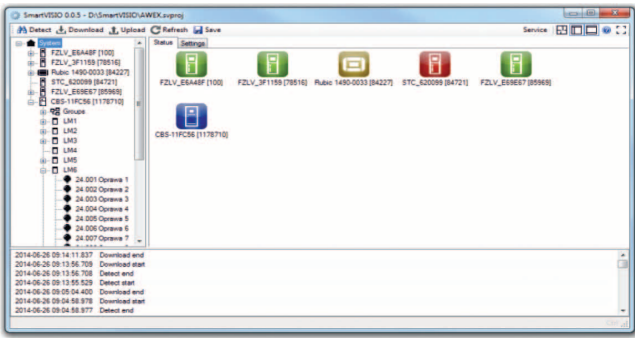 SmartVISIO 0.0.5 - D:\SmartVISIO\AWEX.svproj
Detect Download Upload Refresh Save Service
System
FZLV_E6A48F [100]
FZLV_3F1159 [78516]
Rubic 1490-0033 [84227]
STC_620099 [84721]
FZLV_E69E67 [85969]
CBS-11FC56 [1178710]
Groups
LM1
LM2
LM3
LM4
LM5
LM6
24.001 Oprawa 1
24.002 Oprawa 2
24.003 Oprawa 3
24.004 Oprawa 4
24.005 Oprawa 5
24.006 Oprawa 6
24.007 Oprawa 7
Status Settings
FZLV_E6A48F [100] FZLV_3F1159 [78516] Rubic 1490-0033 [84227] STC_620099 [84721] FZLV_E69E67 [85969]
CBS-11FC56 [1178710]
2014-06-26 09:14:11.837 Download end
2014-06-26 09:13:56.709 Download start
2014-06-26 09:13:56.708 Detect end
2014-06-26 09:13:55.529 Detect start
2014-06-26 09:05:04.400 Download end
2014-06-26 09:04:58.978 Download start
2014-06-26 09:04:58.977 Detect end